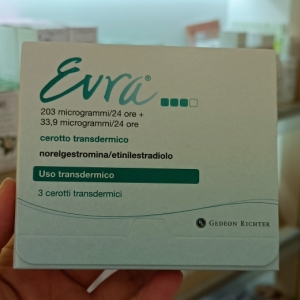 Evra®
203 microgrammi/24 ore +
33,9 microgrammi/24 ore
cerotto transdermico
norelgestromina/etinilestradiolo
Uso transdermico
3 cerotti transdermici
GEDEON RICHTER